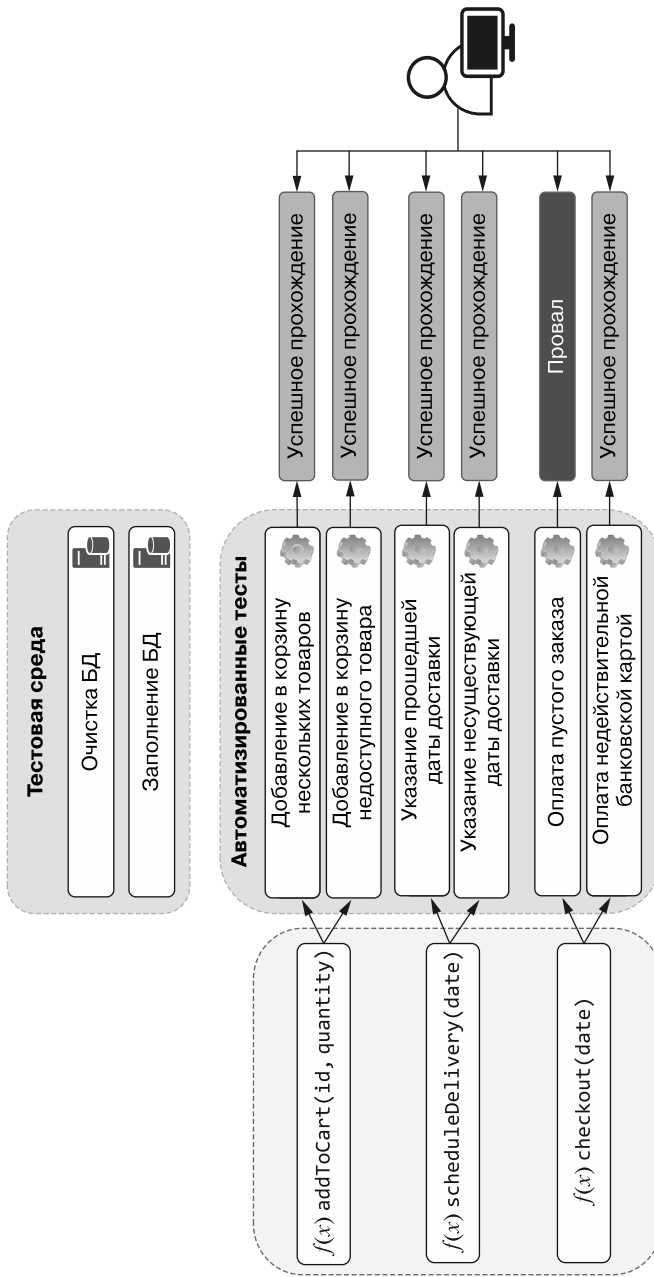 Тестовая среда
Очистка БД
Заполнение БД
Автоматизированные тесты
f(x) addToCart(id, quantity)
Добавление в корзину
нескольких товаров
Успешное прохождение
Добавление в корзину
недоступного товара
Успешное прохождение
f(x) scheduleDelivery(date)
Указание прошедшей
даты доставки
Успешное прохождение
Указание несуществующей
даты доставки
Успешное прохождение
f(x) checkout(date)
Оплата пустого заказа
Провал
Оплата недействительной
банковской картой
Успешное прохождение